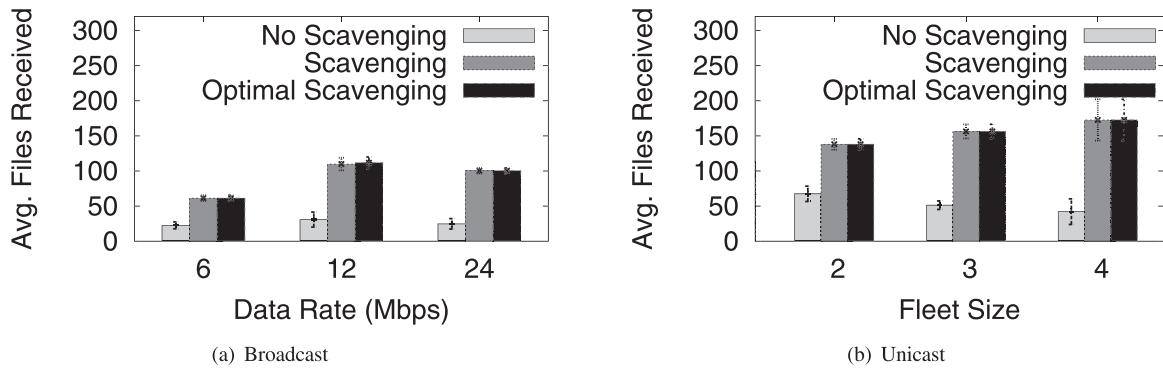 Avg. Files Received
300
250
200
150
100
50
0
No Scavenging
Scavenging
Optimal Scavenging
6 12 24
Data Rate (Mbps)
(a) Broadcast
Avg. Files Received
300
250
200
150
100
50
0
No Scavenging
Scavenging
Optimal Scavenging
2 3 4
Fleet Size
(b) Unicast